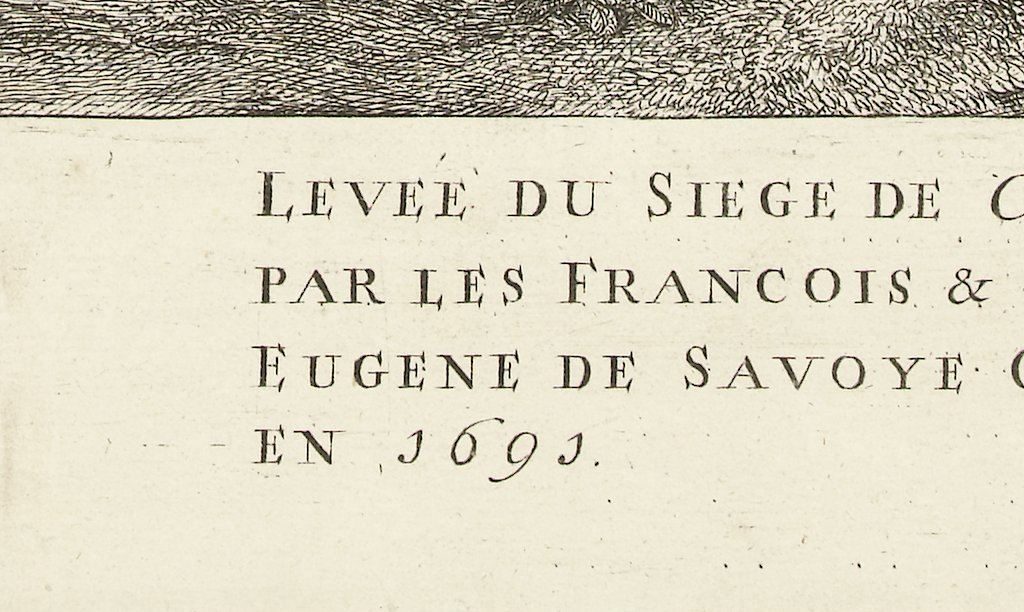 LEVÉE DU SIEGE DE
PAR LES FRANCOIS &
EUGENE DE SAVOYE
EN 1691.